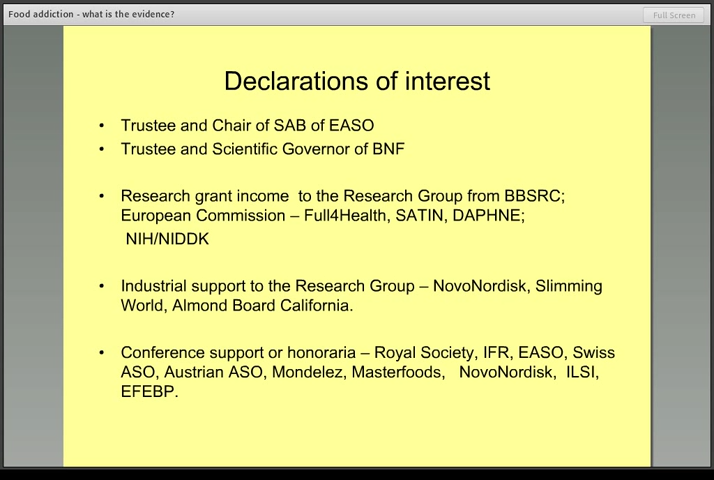 Food addiction - what is the evidence?
Full Screen
Declarations of interest
• Trustee and Chair of SAB of EASO
• Trustee and Scientific Governor of BNF
• Research grant income to the Research Group from BBSRC;
European Commission – Full4Health, SATIN, DAPHNE;
NIH/NIDDK
• Industrial support to the Research Group – NovoNordisk, Slimming
World, Almond Board California.
• Conference support or honoraria – Royal Society, IFR, EASO, Swiss
ASO, Austrian ASO, Mondelez, Masterfoods, NovoNordisk, ILSI,
EFEBP.